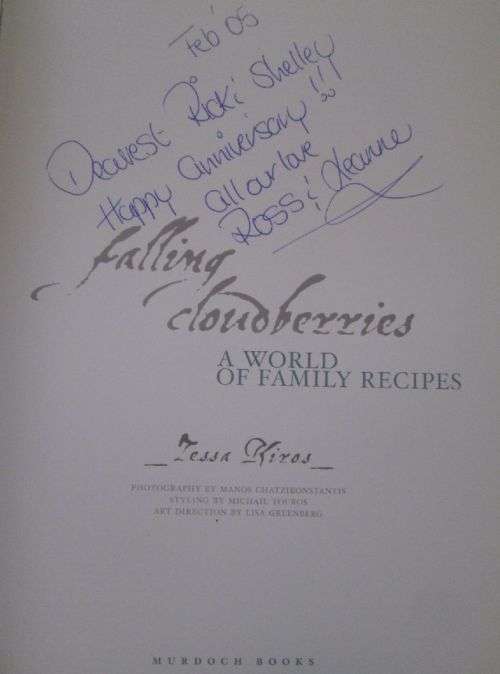 Feb' 05
Dearest Ricki Shelley
Happy anniversary!!!
all our love
Ross & Leanne
falling
cloudberries
A WORLD
OF FAMILY RECIPES
Tessa Kiros
PHOTOGRAPHY BY MANOS CHATZIKONSTANTIS
STYLING BY MICHAIL TOUROS
ART DIRECTION BY LISA GREENBERG
MURDOCH BOOKS